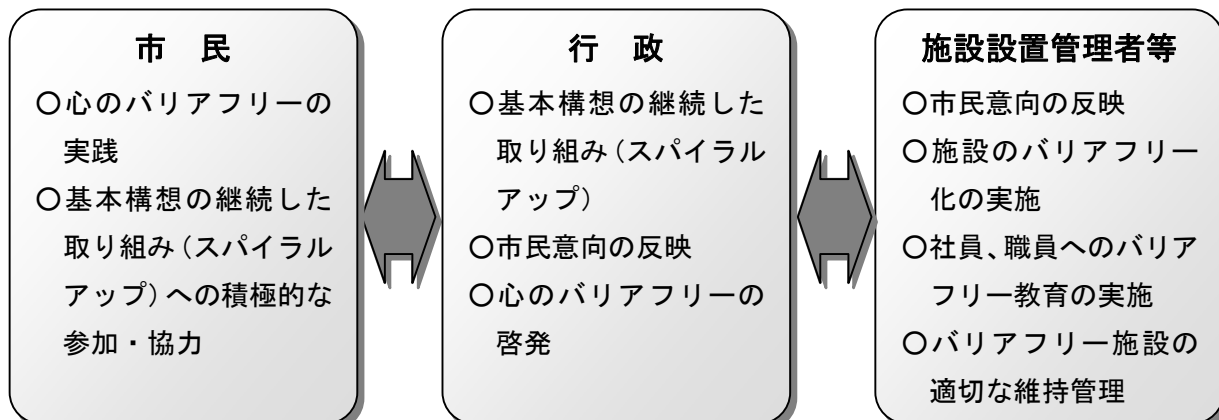 市　民
○心のバリアフリーの
実践
○基本構想の継続した
取り組み（スパイラル
アップ）への積極的な
参加・協力
行　政
○基本構想の継続した
取り組み（スパイラル
アップ）
○市民意向の反映
○心のバリアフリーの
啓発
施設設置管理者等
○市民意向の反映
○施設のバリアフリー
化の実施
○社員、職員へのバリア
フリー教育の実施
○バリアフリー施設の
適切な維持管理